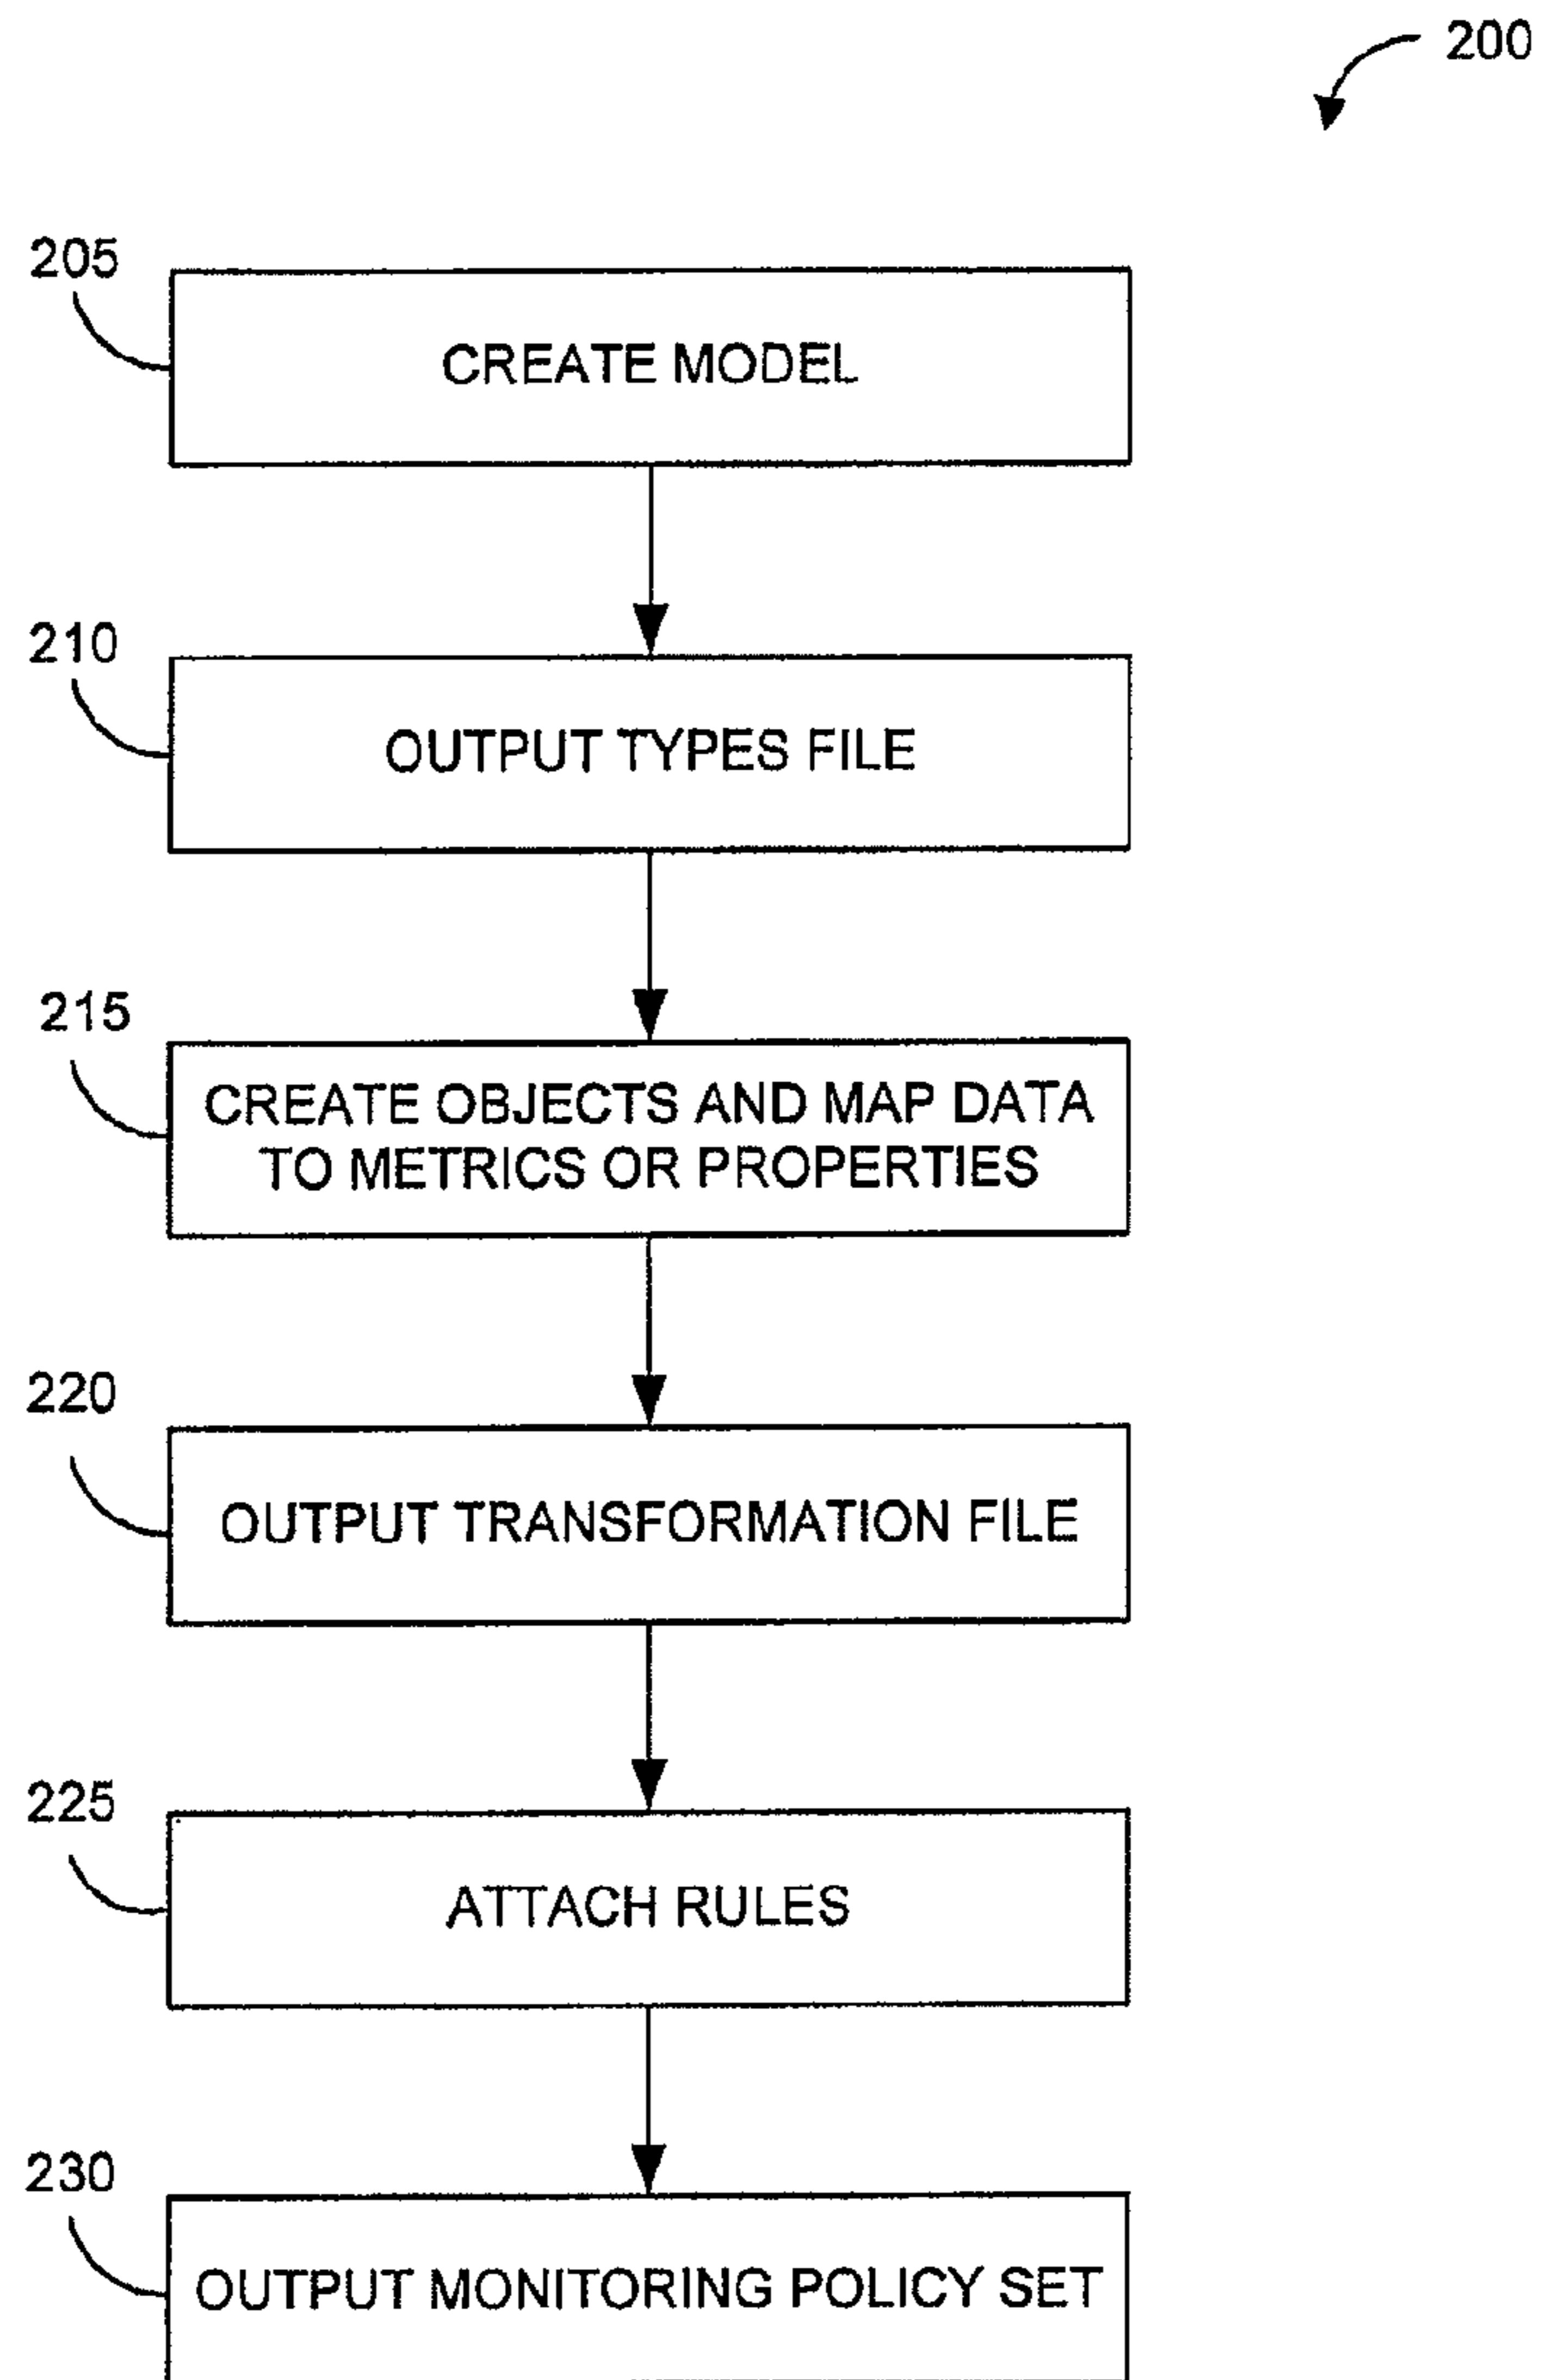 200
205
CREATE MODEL
210
OUTPUT TYPES FILE
215
CREATE OBJECTS AND MAP DATA
TO METRICS OR PROPERTIES
220
OUTPUT TRANSFORMATION FILE
225
ATTACH RULES
230
OUTPUT MONITORING POLICY SET